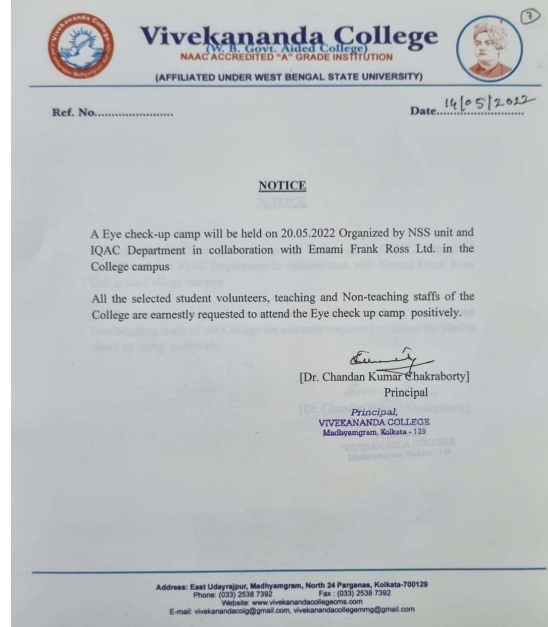 7
Vivekananda College
(W. B. Govt. Aided College)
NAAC ACCREDITED "A" GRADE INSTITUTION
(AFFILIATED UNDER WEST BENGAL STATE UNIVERSITY)
Ref. No.......................
Date 14/05/2022
NOTICE
A Eye check-up camp will be held on 20.05.2022 Organized by NSS unit and
IQAC Department in collaboration with Emami Frank Ross Ltd. in the
College campus
All the selected student volunteers, teaching and Non-teaching staffs of the
College are earnestly requested to attend the Eye check up camp positively.
[Dr. Chandan Kumar Chakraborty]
Principal
Principal,
VIVEKANANDA COLLEGE
Madhyamgram, Kolkata - 129
Address: East Udayrajpur, Madhyamgram, North 24 Parganas, Kolkata-700129
Phone: (033) 2538 7392 Fax : (033) 2538 7392
Website: www.vivekanandacollegecms.com
E-mail: vivekanandacolg@gmail.com, vivekanandacollegemmg@gmail.com